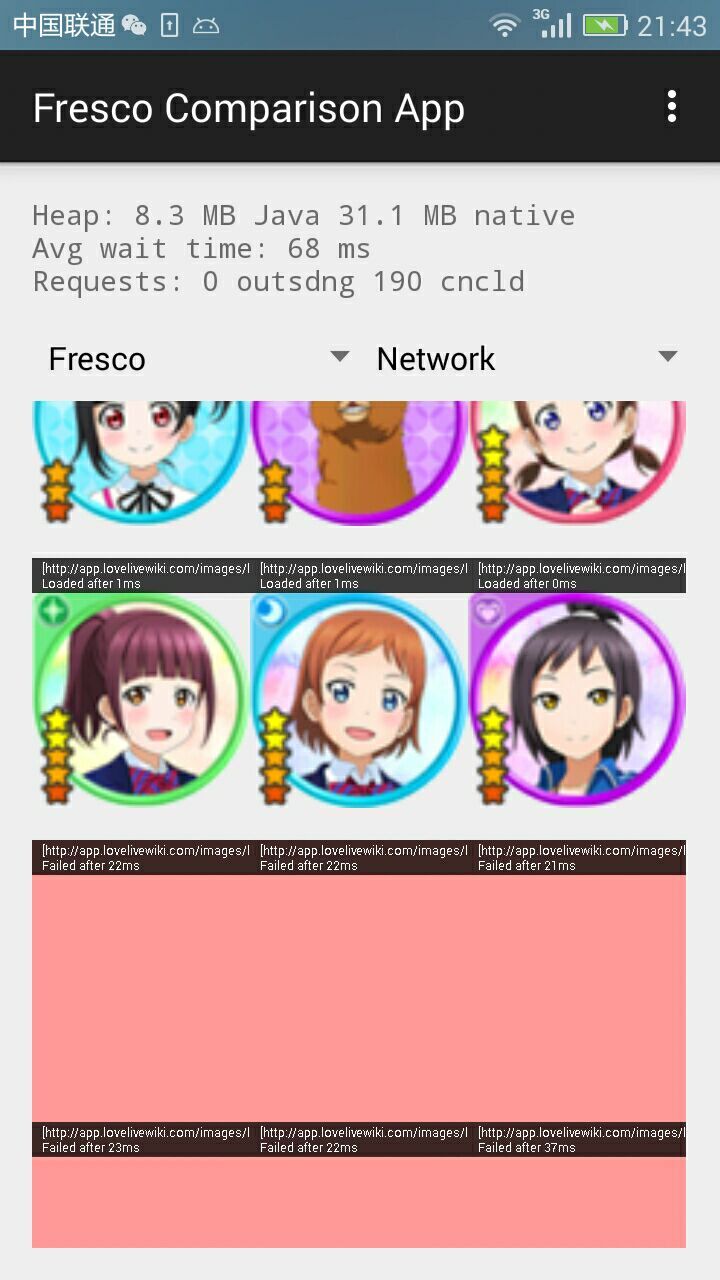 中国联通 3G 21:43
Fresco Comparison App
Heap: 8.3 MB Java 31.1 MB native
Avg wait time: 68 ms
Requests: 0 outsdng 190 cncld
Fresco Network
[http://app.lovelivewiki.com/images/l [http://app.lovelivewiki.com/images/l [http://app.lovelivewiki.com/images/l
Loaded after 1ms Loaded after 1ms Loaded after 0ms
[http://app.lovelivewiki.com/images/l [http://app.lovelivewiki.com/images/l [http://app.lovelivewiki.com/images/l
Failed after 22ms Failed after 22ms Failed after 21ms
[http://app.lovelivewiki.com/images/l [http://app.lovelivewiki.com/images/l [http://app.lovelivewiki.com/images/l
Failed after 23ms Failed after 22ms Failed after 37ms